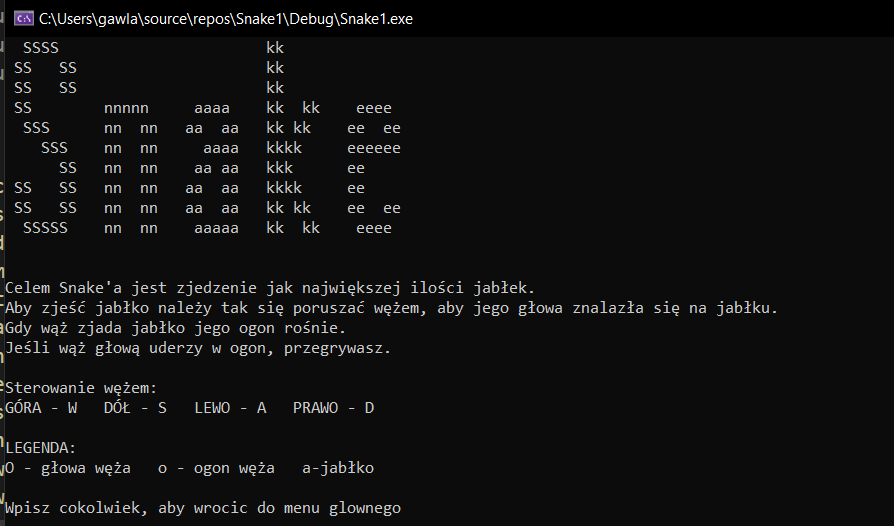 C:\Users\gawla\source\repos\Snake1\Debug\Snake1.exe
  SSSS                       kk
 SS   SS                     kk
 SS   SS                     kk
 SS        nnnnn     aaaa    kk  kk    eeee
  SSS      nn  nn   aa  aa   kk kk    ee  ee
    SSS    nn  nn     aaaa   kkkk     eeeeee
      SS   nn  nn    aa aa   kkk      ee
 SS   SS   nn  nn   aa  aa   kkkk     ee
 SS   SS   nn  nn   aa  aa   kk kk    ee  ee
  SSSSS    nn  nn    aaaaa   kk  kk    eeee
Celem Snake'a jest zjedzenie jak największej ilości jabłek.
Aby zjeść jabłko należy tak się poruszać wężem, aby jego głowa znalazła się na jabłku.
Gdy wąż zjada jabłko jego ogon rośnie.
Jeśli wąż głową uderzy w ogon, przegrywasz.
Sterowanie wężem:
GÓRA - W   DÓŁ - S   LEWO - A   PRAWO - D
LEGENDA:
O - głowa węża   o - ogon węża   a-jabłko
Wpisz cokolwiek, aby wrocic do menu glownego